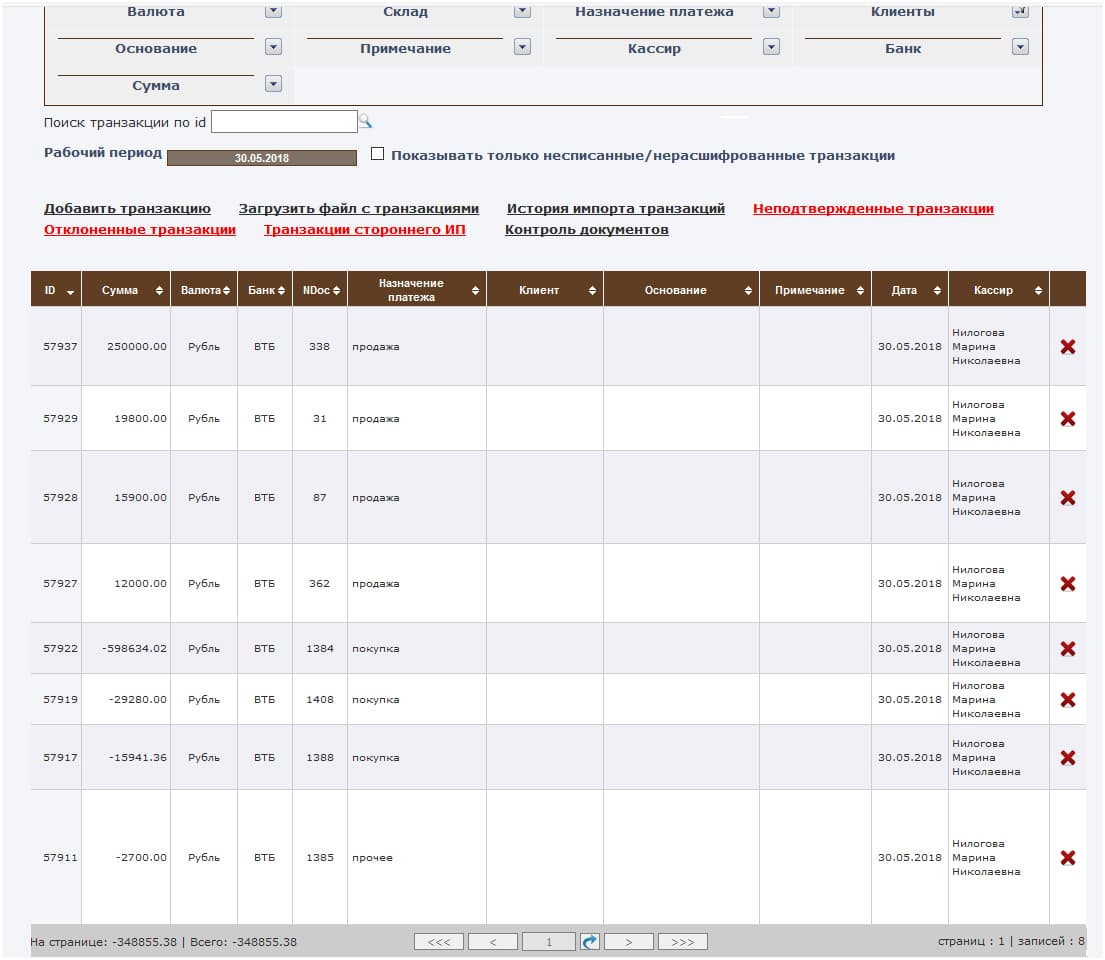 Валюта Склад Назначение платежа Клиенты
Основание Примечание Кассир Банк
Сумма
Поиск транзакции по id
Рабочий период 30.05.2018 Показывать только несписанные/нерасшифрованные транзакции
Добавить транзакцию Загрузить файл с транзакциями История импорта транзакций Неподтвержденные транзакции
Отклоненные транзакции Транзакции стороннего ИП Контроль документов
ID Сумма Валюта Банк NDoc Назначение платежа Клиент Основание Примечание Дата Кассир
57937 250000.00 Рубль ВТБ 338 продажа 30.05.2018 Нилогова Марина Николаевна
57929 19800.00 Рубль ВТБ 31 продажа 30.05.2018 Нилогова Марина Николаевна
57928 15900.00 Рубль ВТБ 87 продажа 30.05.2018 Нилогова Марина Николаевна
57927 12000.00 Рубль ВТБ 362 продажа 30.05.2018 Нилогова Марина Николаевна
57922 -598634.02 Рубль ВТБ 1384 покупка 30.05.2018 Нилогова Марина Николаевна
57919 -29280.00 Рубль ВТБ 1408 покупка 30.05.2018 Нилогова Марина Николаевна
57917 -15941.36 Рубль ВТБ 1388 покупка 30.05.2018 Нилогова Марина Николаевна
57911 -2700.00 Рубль ВТБ 1385 прочее 30.05.2018 Нилогова Марина Николаевна
На странице: -348855.38 | Всего: -348855.38 <<< < 1 > >>> страниц : 1 | записей : 8